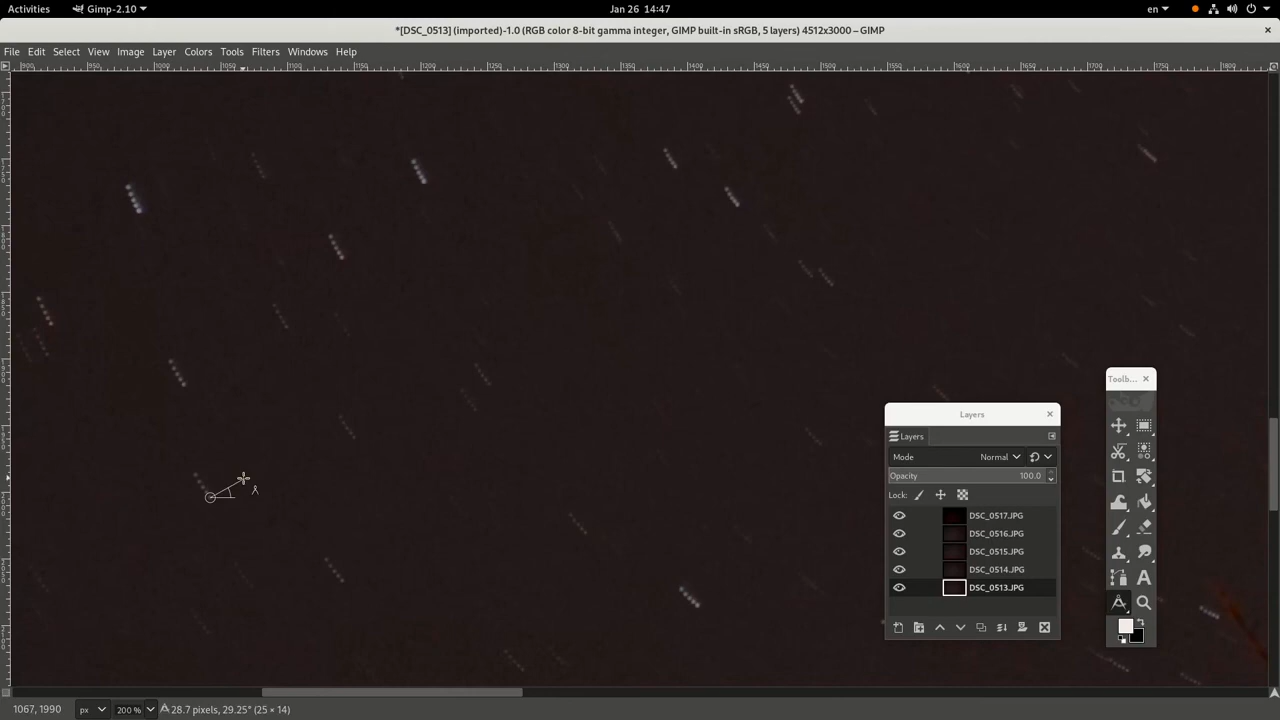 Activities Gimp-2.10 Jan 26 14:47 en
*[DSC_0513] (imported)-1.0 (RGB color 8-bit gamma integer, GIMP built-in sRGB, 5 layers) 4512x3000 – GIMP
File Edit Select View Image Layer Colors Tools Filters Windows Help
Toolb...
Layers
Layers
Mode Normal
Opacity 100.0
Lock:
DSC_0517.JPG
DSC_0516.JPG
DSC_0515.JPG
DSC_0514.JPG
DSC_0513.JPG
1067, 1990 px 200 % 28.7 pixels, 29.25° (25 × 14)